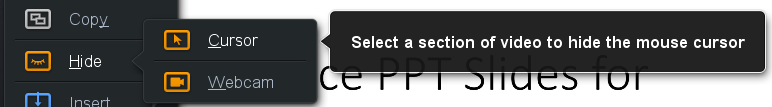 Copy
Hide
Insert
Cursor
Webcam
Select a section of video to hide the mouse cursor
ce PPT Slides for